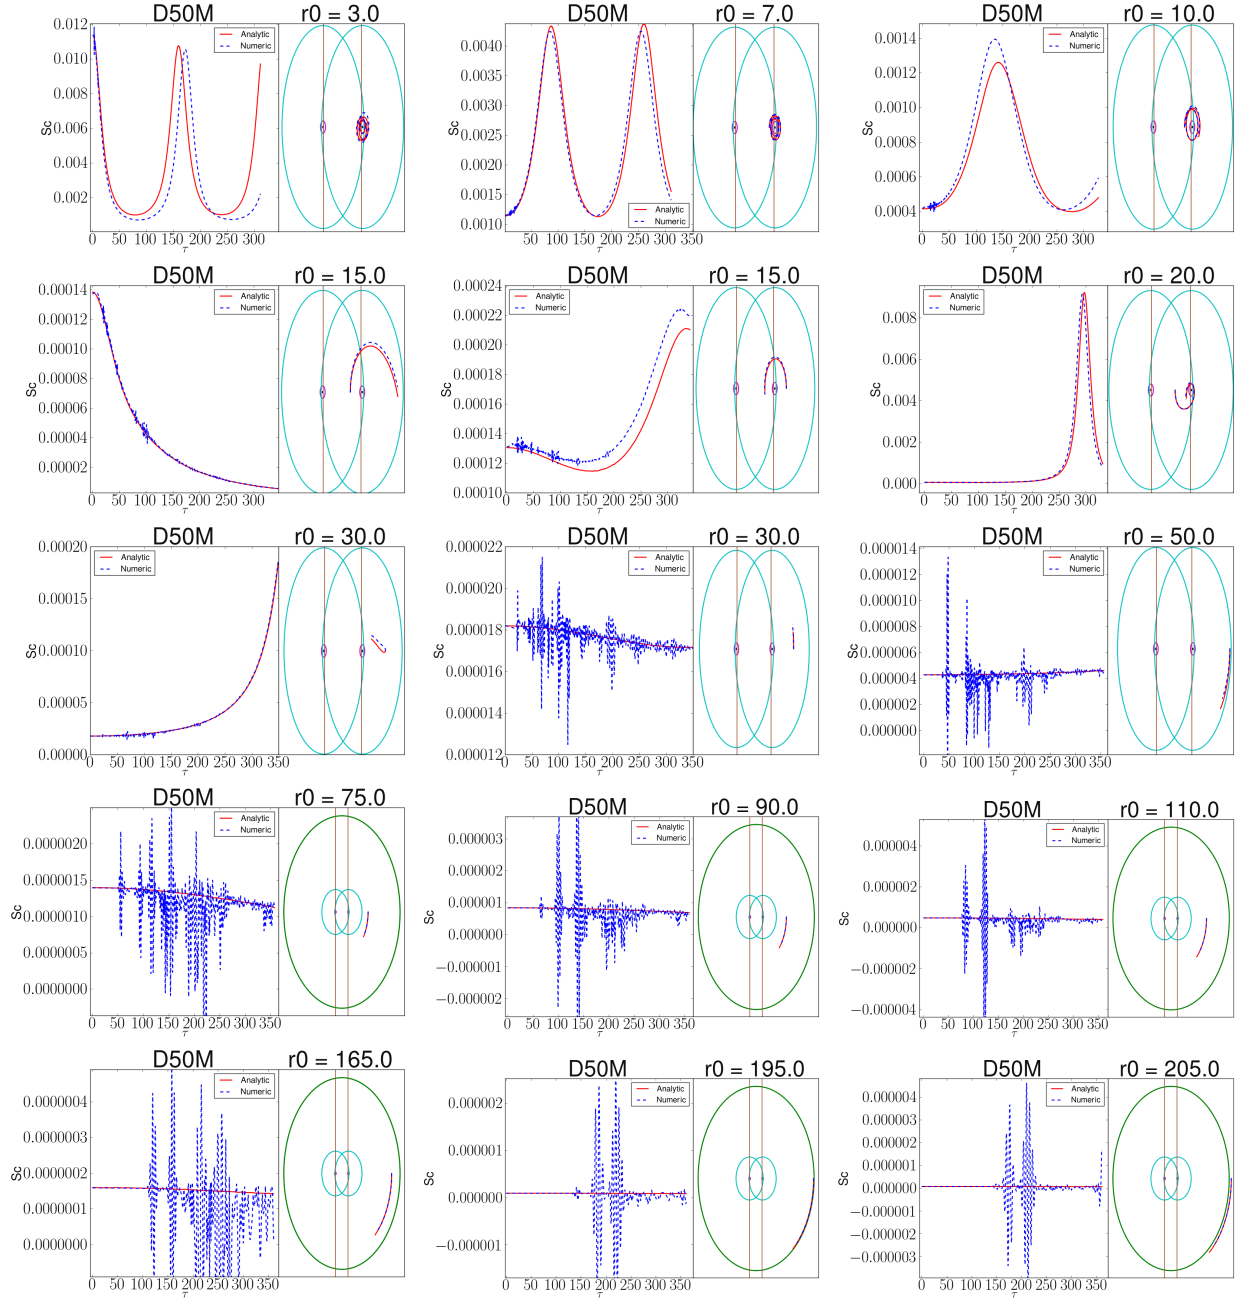 D50M r0 = 3.0
0.012
0.010
0.008
0.006
0.004
0.002
Sc
Analytic
Numeric
0 50 100 150 200 250 300
τ
D50M r0 = 7.0
0.0040
0.0035
0.0030
0.0025
0.0020
0.0015
0.0010
Sc
Analytic
Numeric
0 50 100 150 200 250 300 350
τ
D50M r0 = 10.0
0.0014
0.0012
0.0010
0.0008
0.0006
0.0004
Sc
Analytic
Numeric
0 50 100 150 200 250 300
τ
D50M r0 = 15.0
0.00014
0.00012
0.00010
0.00008
0.00006
0.00004
0.00002
Sc
Analytic
Numeric
0 50 100 150 200 250 300
τ
D50M r0 = 15.0
0.00024
0.00022
0.00020
0.00018
0.00016
0.00014
0.00012
0.00010
Sc
Analytic
Numeric
0 50 100 150 200 250 300
τ
D50M r0 = 20.0
0.008
0.006
0.004
0.002
0.000
Sc
Analytic
Numeric
0 50 100 150 200 250 300
τ
D50M r0 = 30.0
0.00020
0.00015
0.00010
0.00005
0.00000
Sc
Analytic
Numeric
0 50 100 150 200 250 300 350
τ
D50M r0 = 30.0
0.000022
0.000020
0.000018
0.000016
0.000014
0.000012
Sc
Analytic
Numeric
0 50 100 150 200 250 300 350
τ
D50M r0 = 50.0
0.000014
0.000012
0.000010
0.000008
0.000006
0.000004
0.000002
0.000000
Sc
Analytic
Numeric
0 50 100 150 200 250 300 350
τ
D50M r0 = 75.0
0.0000020
0.0000015
0.0000010
0.0000005
0.0000000
Sc
Analytic
Numeric
0 50 100 150 200 250 300 350
τ
D50M r0 = 90.0
0.000003
0.000002
0.000001
0.000000
−0.000001
−0.000002
Sc
Analytic
Numeric
0 50 100 150 200 250 300 350
τ
D50M r0 = 110.0
0.000004
0.000002
0.000000
−0.000002
−0.000004
Sc
Analytic
Numeric
0 50 100 150 200 250 300 350
τ
D50M r0 = 165.0
0.0000004
0.0000003
0.0000002
0.0000001
0.0000000
Sc
Analytic
Numeric
0 50 100 150 200 250 300 350
τ
D50M r0 = 195.0
0.000002
0.000001
0.000000
−0.000001
Sc
Analytic
Numeric
0 50 100 150 200 250 300 350
τ
D50M r0 = 205.0
0.000004
0.000003
0.000002
0.000001
0.000000
−0.000001
−0.000002
−0.000003
Sc
Analytic
Numeric
0 50 100 150 200 250 300 350
τ